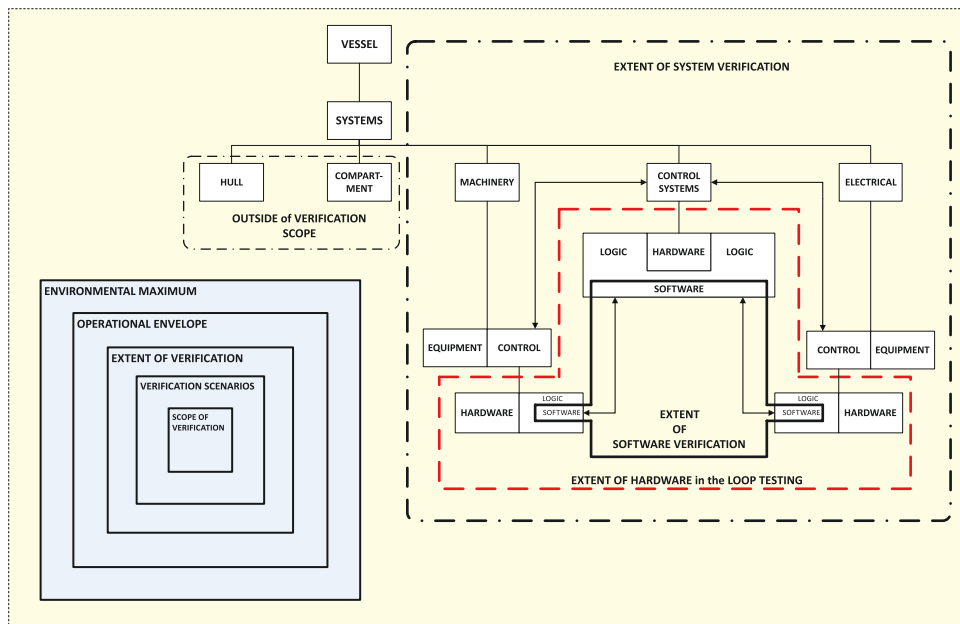 VESSEL
EXTENT OF SYSTEM VERIFICATION
SYSTEMS
HULL
COMPART-
MENT
MACHINERY
CONTROL
SYSTEMS
ELECTRICAL
OUTSIDE of VERIFICATION
SCOPE
LOGIC
HARDWARE
LOGIC
SOFTWARE
ENVIRONMENTAL MAXIMUM
OPERATIONAL ENVELOPE
EXTENT OF VERIFICATION
VERIFICATION SCENARIOS
SCOPE OF
VERIFICATION
EQUIPMENT
CONTROL
CONTROL
EQUIPMENT
HARDWARE
LOGIC
SOFTWARE
LOGIC
SOFTWARE
HARDWARE
EXTENT
OF
SOFTWARE VERIFICATION
EXTENT OF HARDWARE in the LOOP TESTING